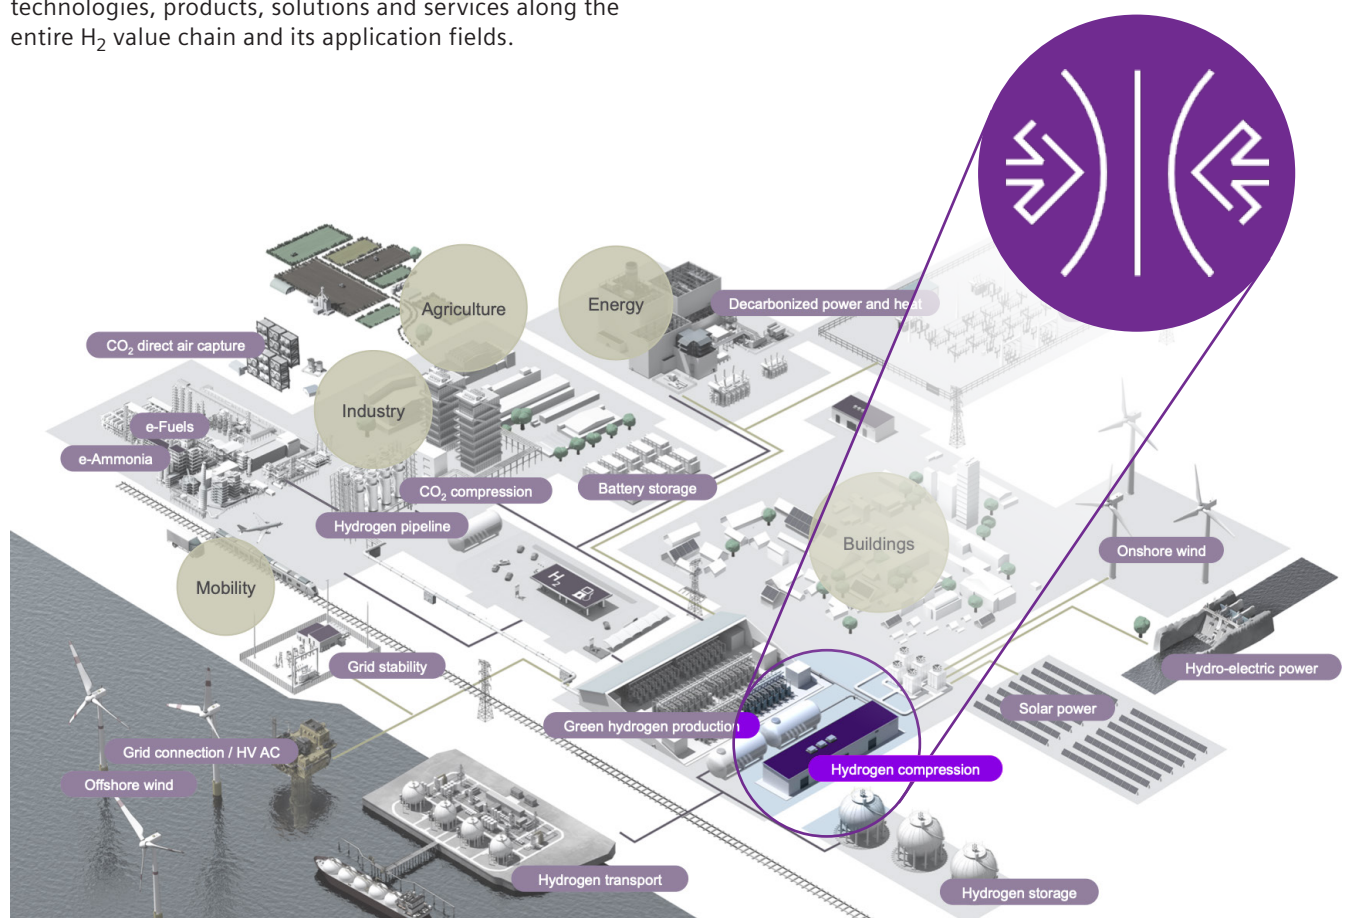 technologies, products, solutions and services along the
entire H₂ value chain and its application fields.
Agriculture
Energy
Decarbonized power and heat
CO₂ direct air capture
Industry
e-Fuels
e-Ammonia
CO₂ compression
Battery storage
Hydrogen pipeline
Buildings
Onshore wind
H₂
Mobility
Grid stability
Hydro-electric power
Solar power
Green hydrogen production
Grid connection / HV AC
Hydrogen compression
Offshore wind
Hydrogen transport
Hydrogen storage